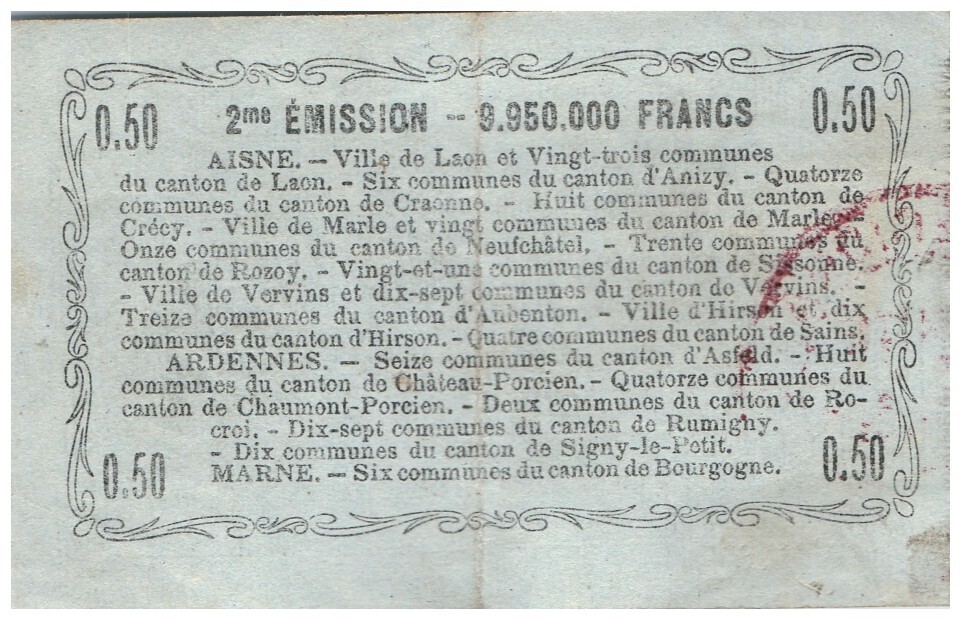 0.50 2me ÉMISSION -- 9.950.000 FRANCS 0.50
AISNE. — Ville de Laon et Vingt-trois communes
du canton de Laon. - Six communes du canton d'Anizy. - Quatorze
communes du canton de Craonne. - Huit communes du canton de
Crécy. - Ville de Marle et vingt communes du canton de Marle. -
Onze communes du canton de Neufchâtel. - Trente communes du
canton de Rozoy. - Vingt-et-une communes du canton de Sissonne.
- Ville de Vervins et dix-sept communes du canton de Vervins. -
Treize communes du canton d'Aubenton. - Ville d'Hirson et dix
communes du canton d'Hirson. - Quatre communes du canton de Sains.
ARDENNES. — Seize communes du canton d'Asfeld. - Huit
communes du canton de Château-Porcien. - Quatorze communes du
canton de Chaumont-Porcien. - Deux communes du canton de Ro-
croi. - Dix-sept communes du canton de Rumigny.
- Dix communes du canton de Signy-le-Petit.
0.50 MARNE. — Six communes du canton de Bourgogne. 0.50